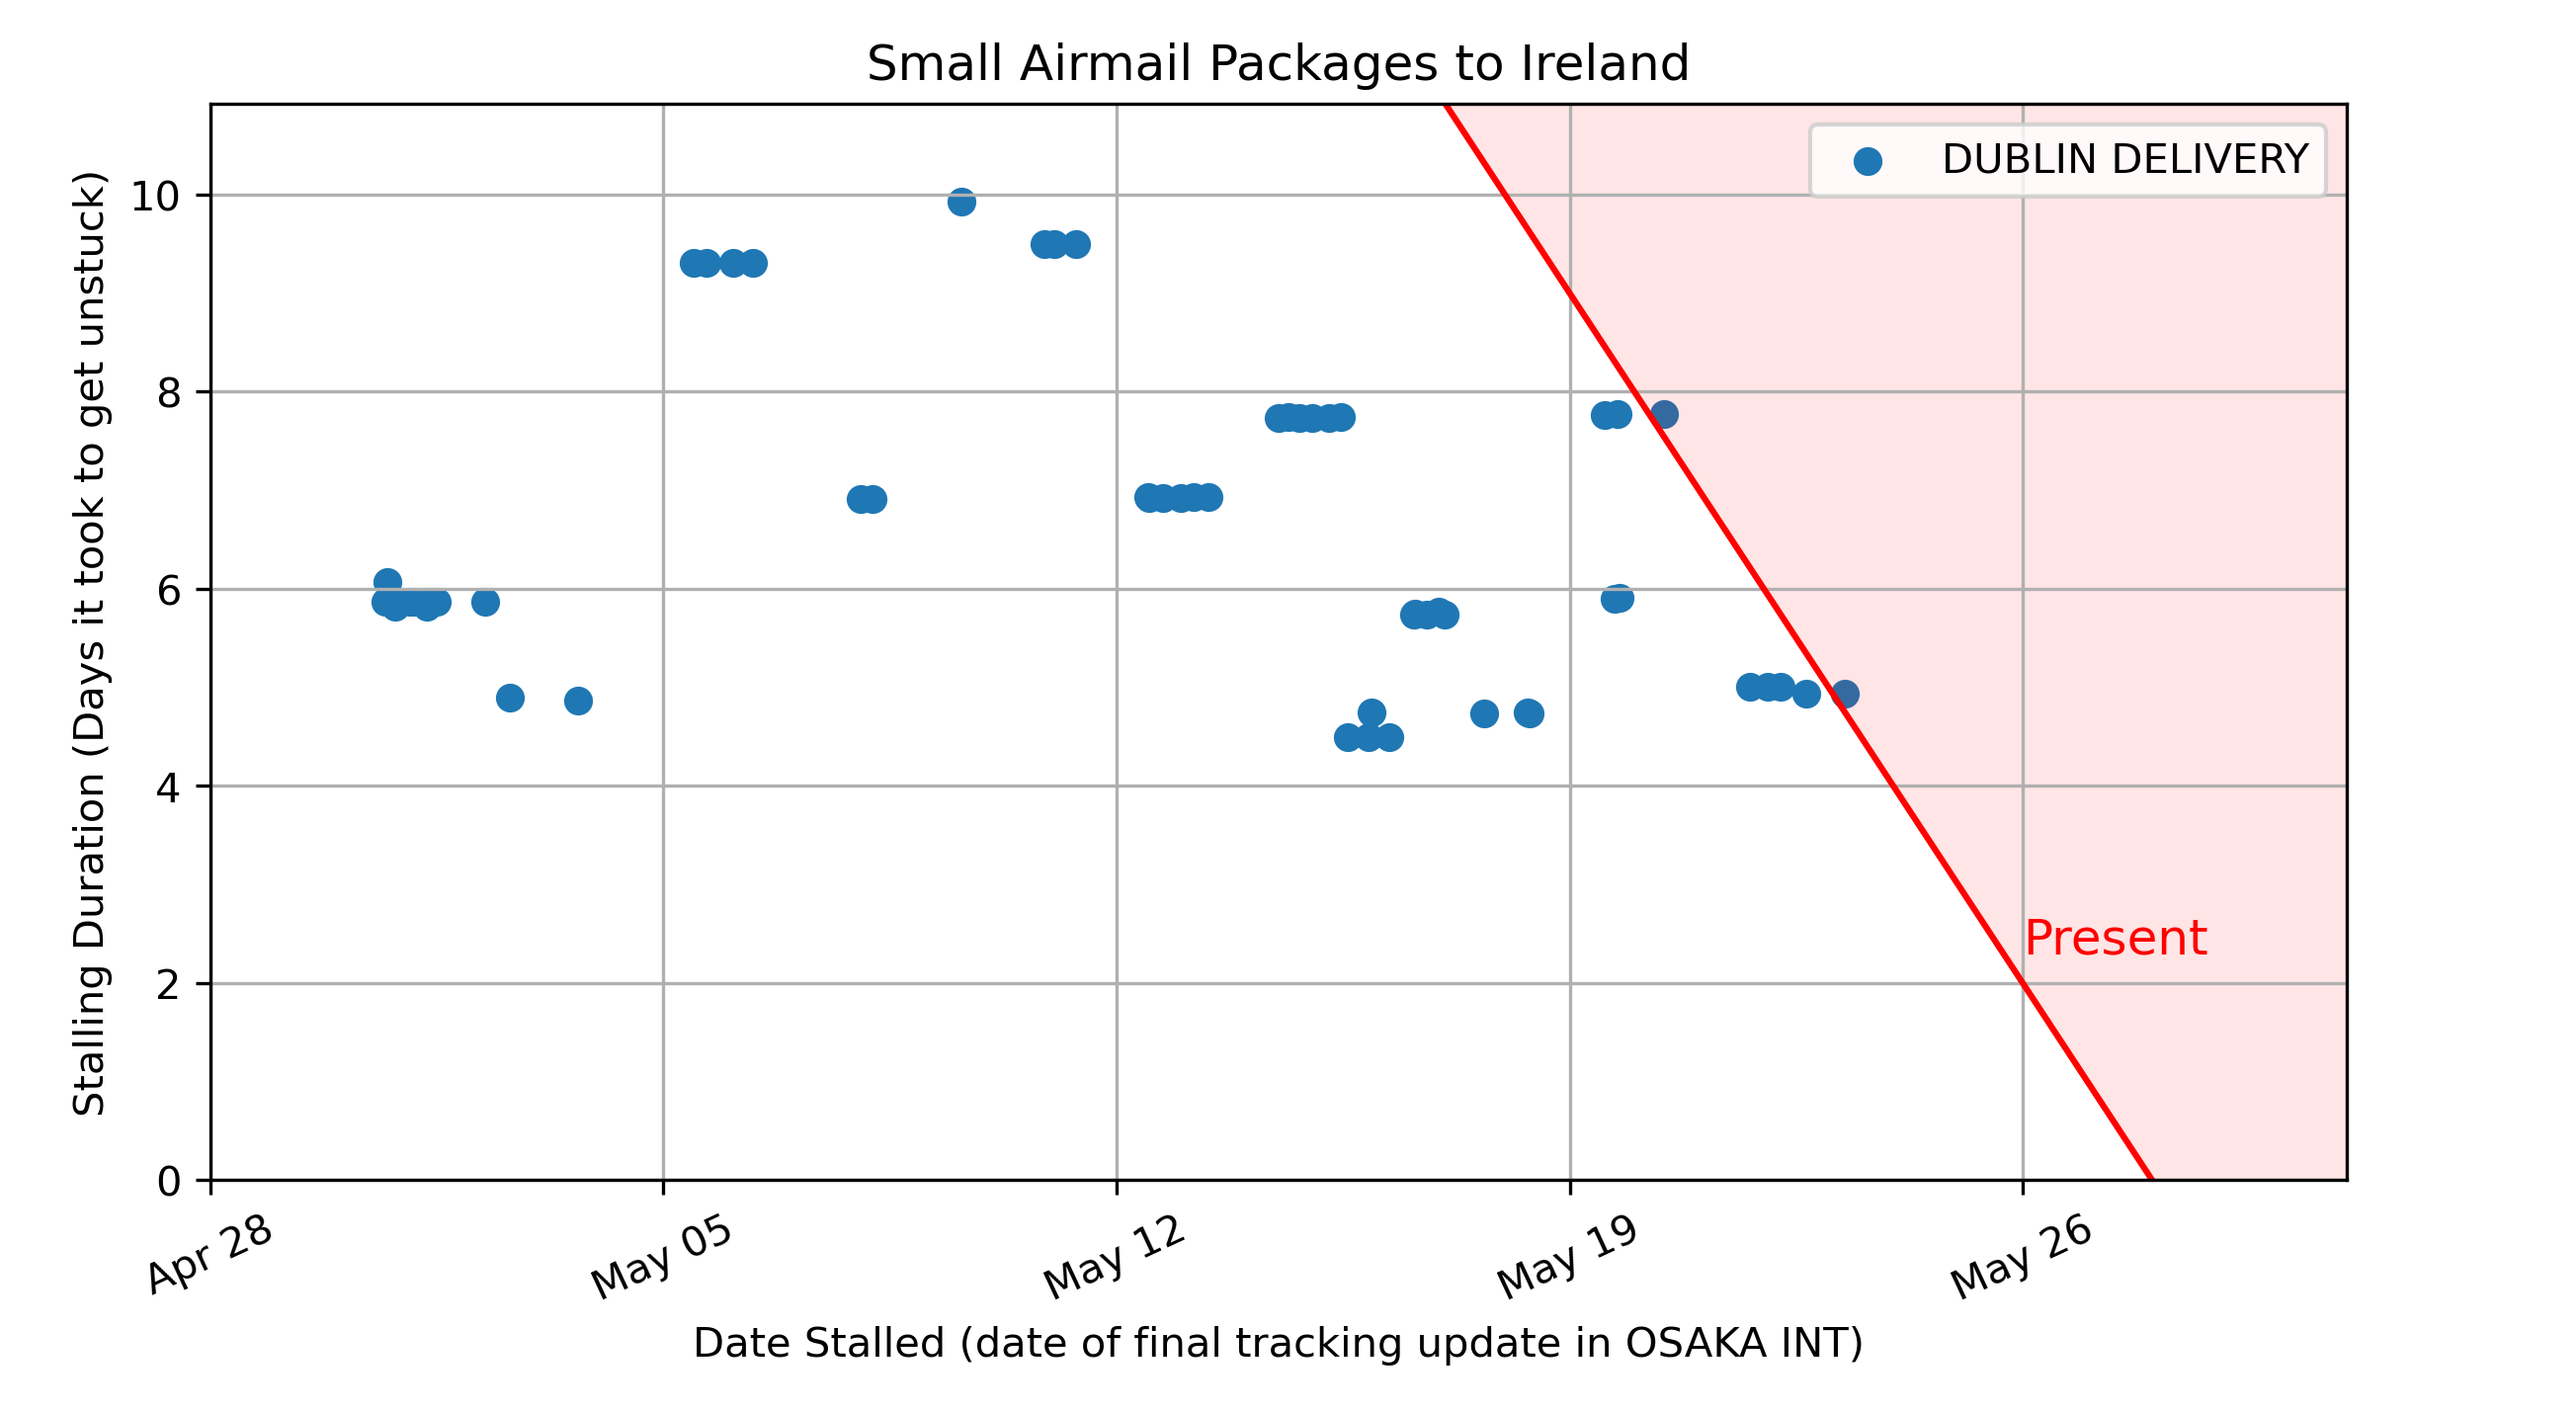 Small Airmail Packages to Ireland
DUBLIN DELIVERY
Stalling Duration (Days it took to get unstuck)
10
8
6
4
2
0
Present
Apr 28
May 05
May 12
May 19
May 26
Date Stalled (date of final tracking update in OSAKA INT)